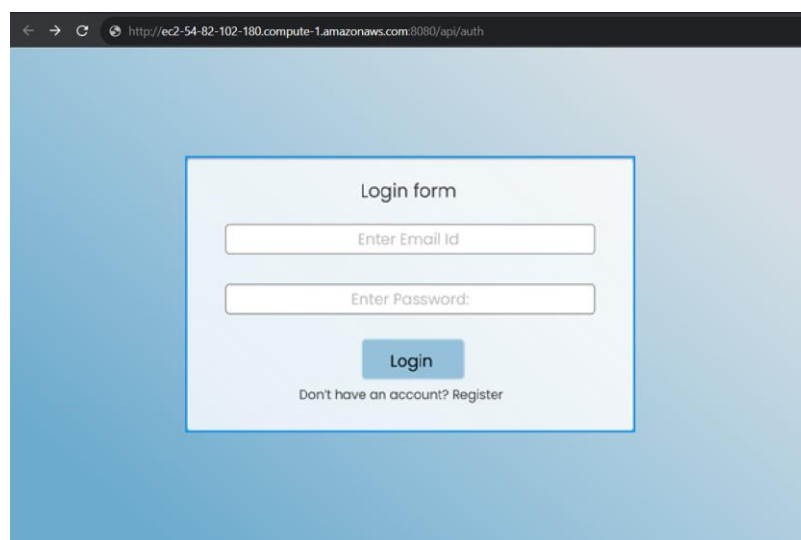 http://ec2-54-82-102-180.compute-1.amazonaws.com:8080/api/auth
Login form
Enter Email Id
Enter Password:
Login
Don't have an account? Register